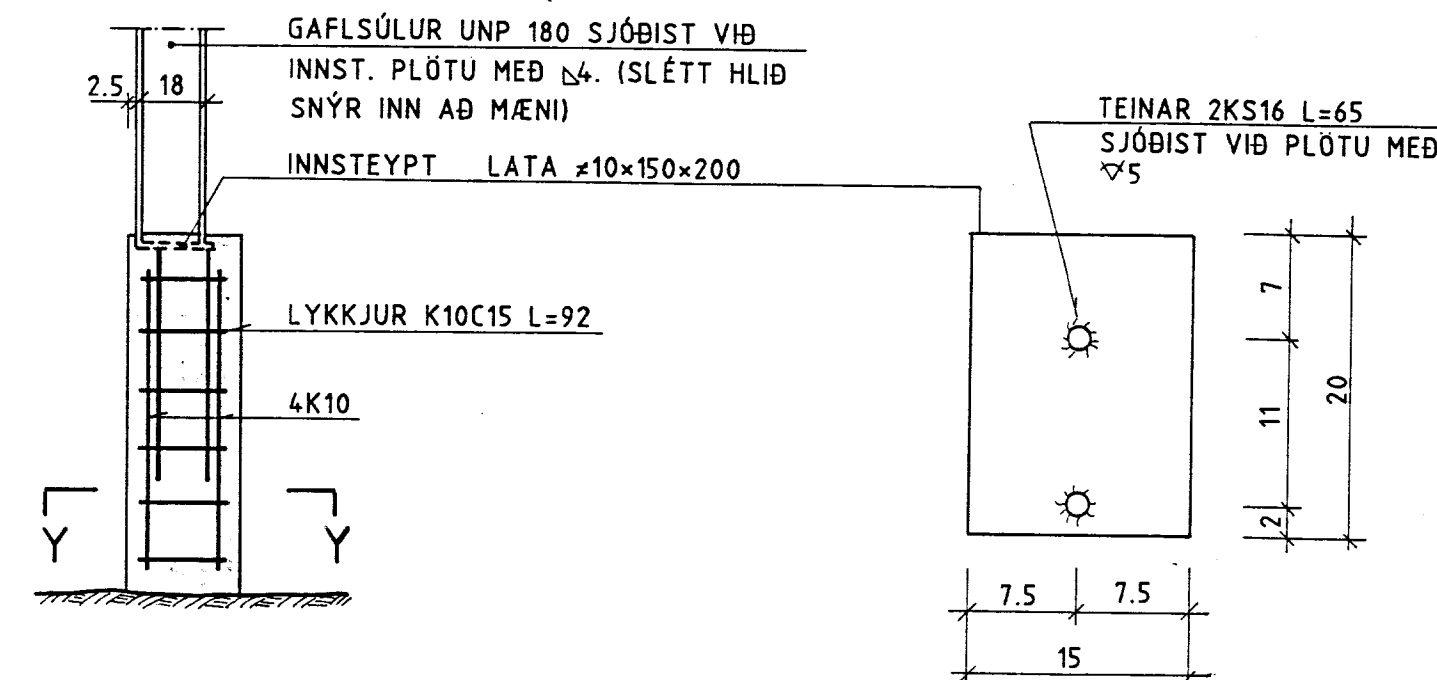 GAFLSÚLUR UNP 180 SJÓÐIST VIÐ
INNST. PLÖTU MEÐ ⊿4. (SLÉTT HLIÐ
SNÝR INN AÐ MÆNI)
2.5 18
INNSTEYPT LATA ≠10×150×200
LYKKJUR K10C15 L=92
4K10
Y Y
TEINAR 2KS16 L=65
SJÓÐIST VIÐ PLÖTU MEÐ
5
7
11
2
20
7.5 7.5
15